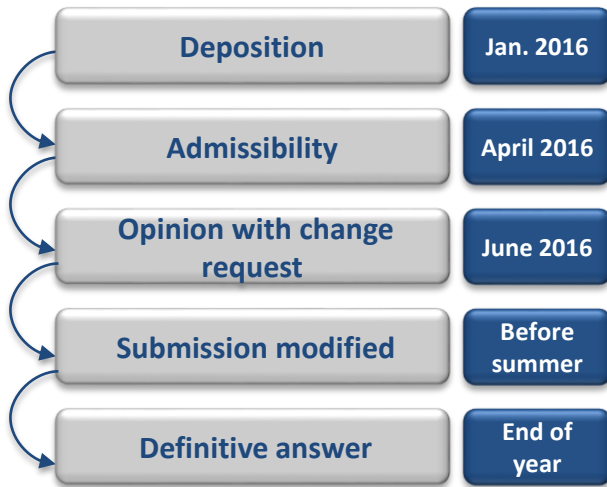 Deposition
Jan. 2016
Admissibility
April 2016
Opinion with change
request
June 2016
Submission modified
Before
summer
Definitive answer
End of
year